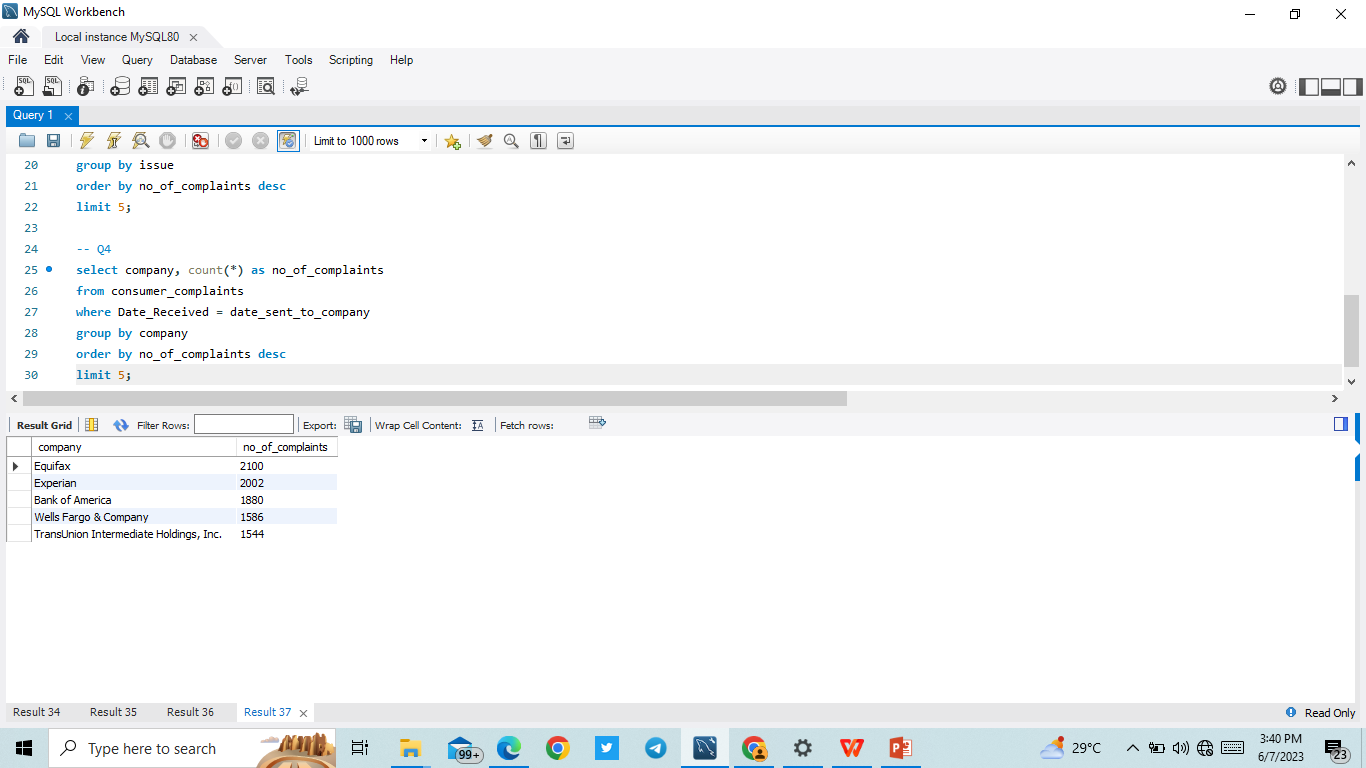 MySQL Workbench
Local instance MySQL80
File Edit View Query Database Server Tools Scripting Help
SQL SQL
Query 1
Limit to 1000 rows
20 group by issue
21 order by no_of_complaints desc
22 limit 5;
23
24 -- Q4
25 select company, count(*) as no_of_complaints
26 from consumer_complaints
27 where Date_Received = date_sent_to_company
28 group by company
29 order by no_of_complaints desc
30 limit 5;
Result Grid Filter Rows: Export: Wrap Cell Content: IA Fetch rows:
company no_of_complaints
Equifax 2100
Experian 2002
Bank of America 1880
Wells Fargo & Company 1586
TransUnion Intermediate Holdings, Inc. 1544
Result 34 Result 35 Result 36 Result 37 Read Only
Type here to search 99+ 29°C 3:40 PM
6/7/2023 23